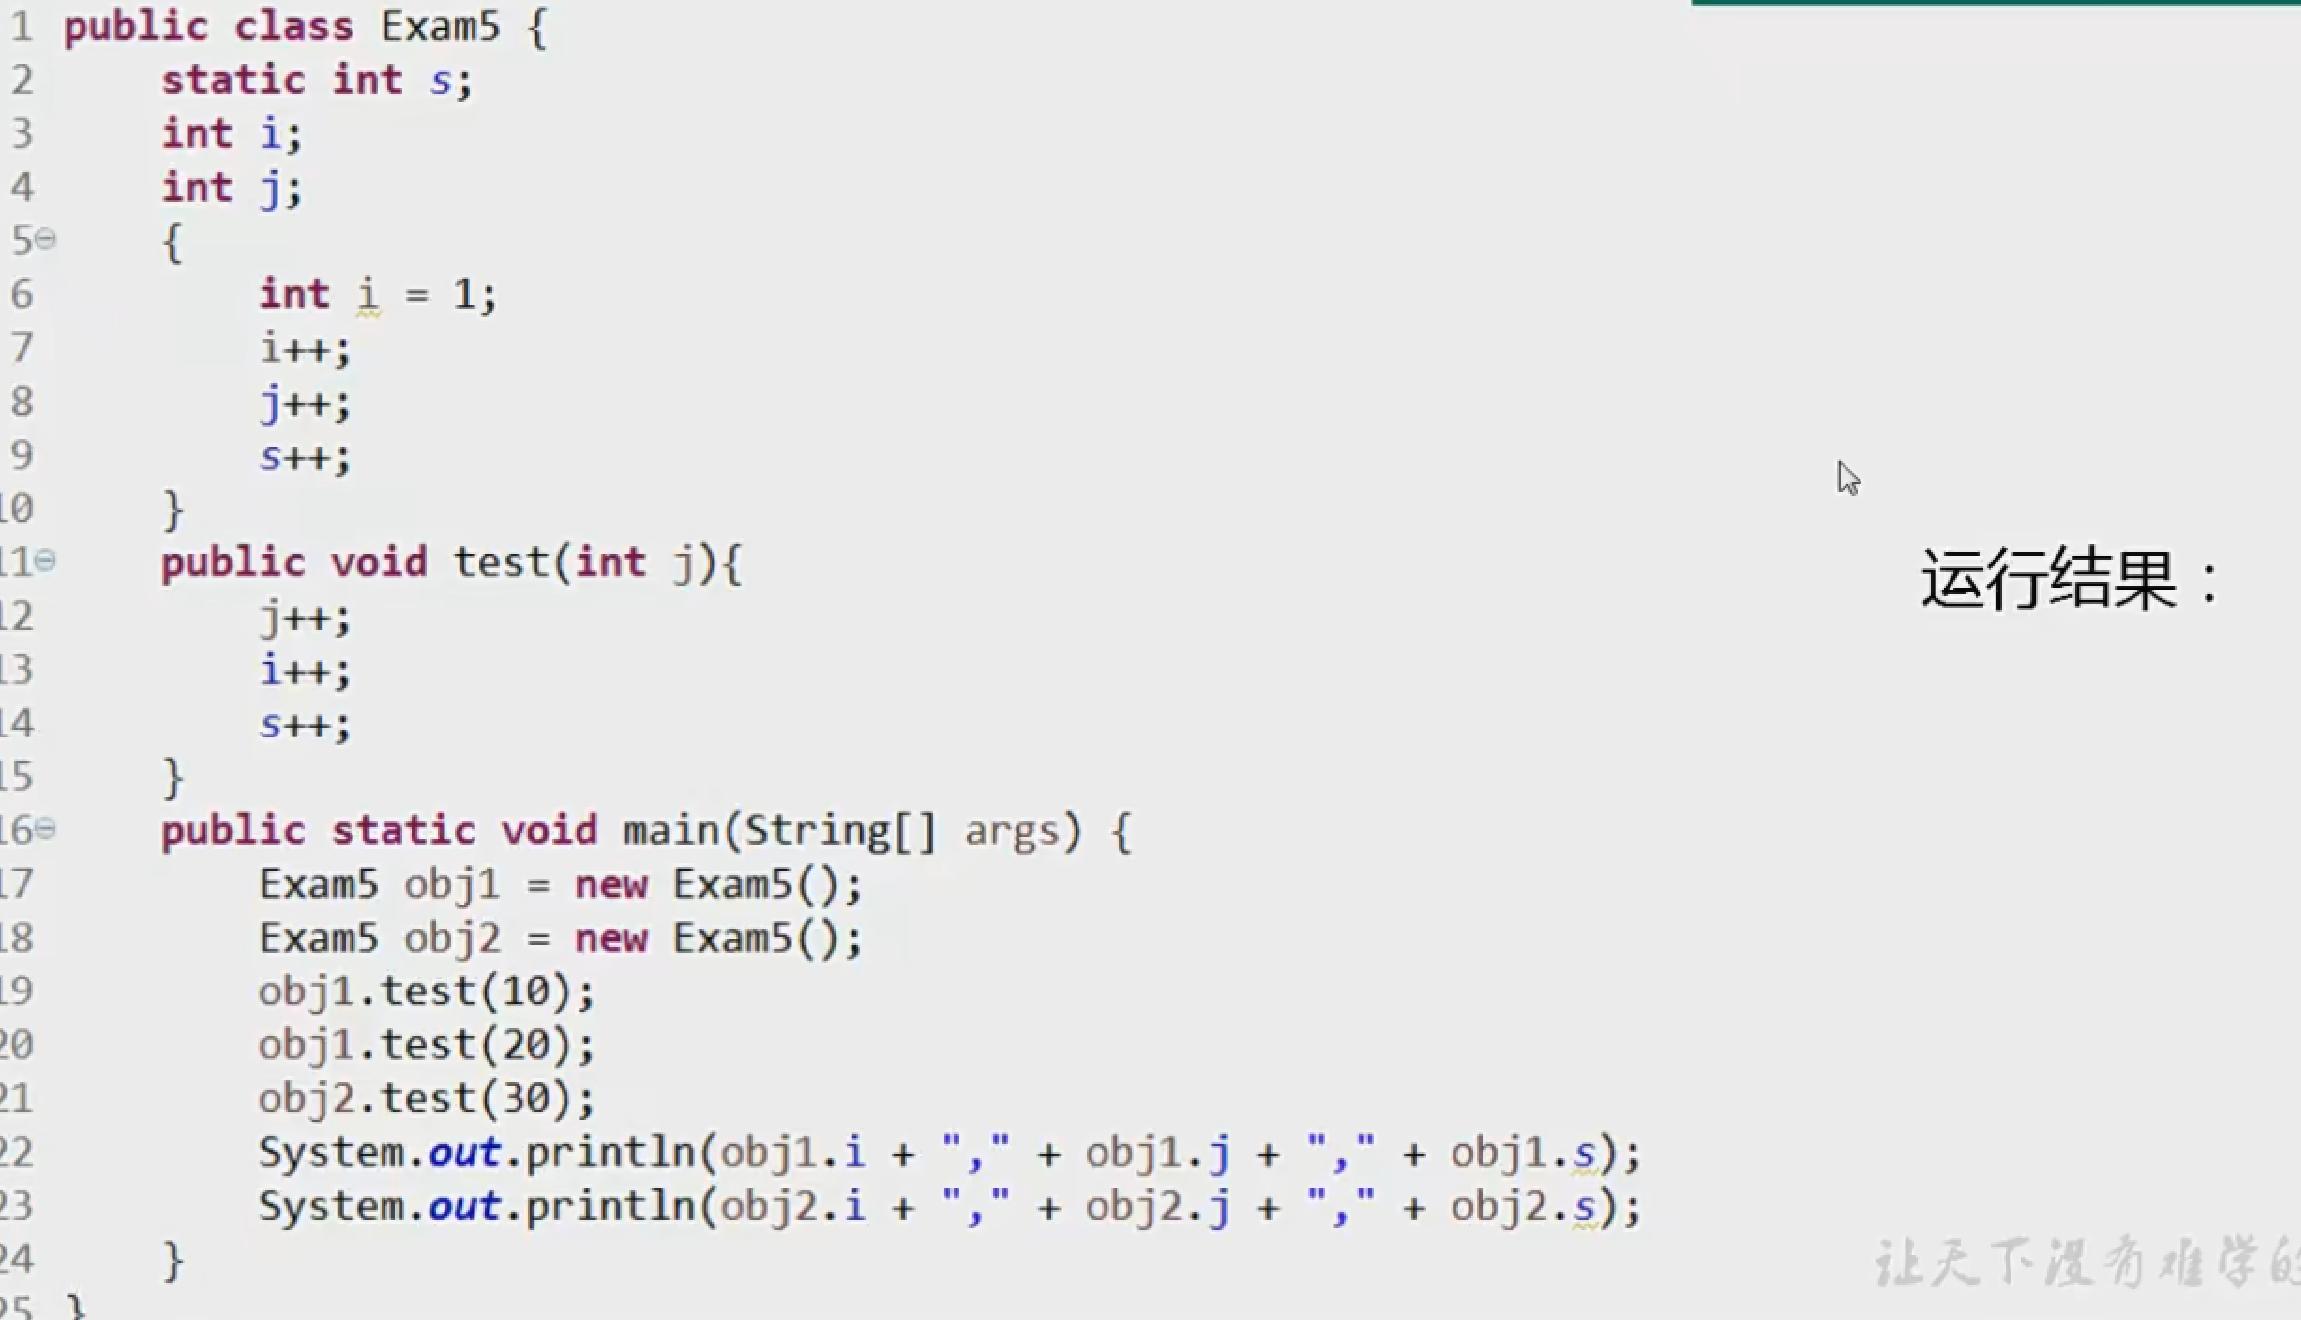 1 public class Exam5 {
2 static int s;
3 int i;
4 int j;
5 {
6 int i = 1;
7 i++;
8 j++;
9 s++;
10 }
11 public void test(int j){
12 j++;
13 i++;
14 s++;
15 }
16 public static void main(String[] args) {
17 Exam5 obj1 = new Exam5();
18 Exam5 obj2 = new Exam5();
19 obj1.test(10);
20 obj1.test(20);
21 obj2.test(30);
22 System.out.println(obj1.i + "," + obj1.j + "," + obj1.s);
23 System.out.println(obj2.i + "," + obj2.j + "," + obj2.s);
24 }
25 }
运行结果：
让天下没有难学的